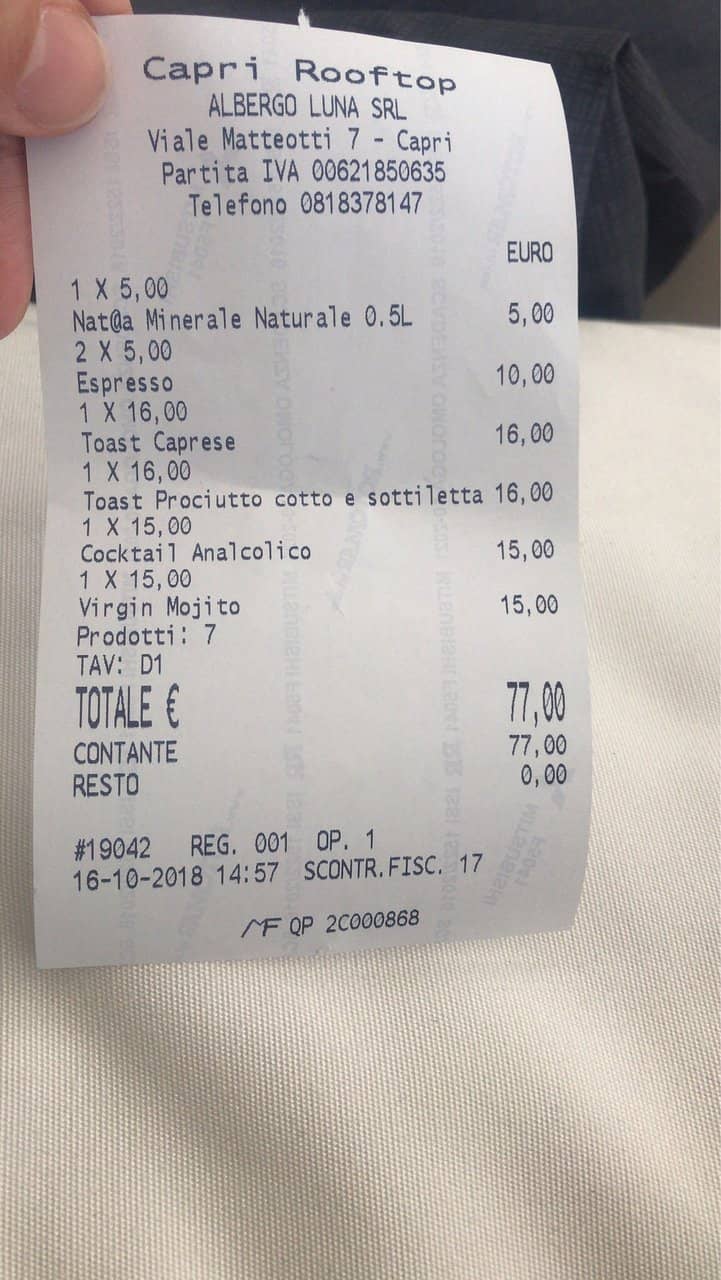 Capri Rooftop
ALBERGO LUNA SRL
Viale Matteotti 7 - Capri
Partita IVA 00621850635
Telefono 0818378147
EURO
1 X 5,00
Nat@a Minerale Naturale 0.5L 5,00
2 X 5,00
Espresso 10,00
1 X 16,00
Toast Caprese 16,00
1 X 16,00
Toast Prociutto cotto e sottiletta 16,00
1 X 15,00
Cocktail Analcolico 15,00
1 X 15,00
Virgin Mojito 15,00
Prodotti: 7
TAV: D1
TOTALE € 77,00
CONTANTE 77,00
RESTO 0,00
#19042 REG. 001 OP. 1
16-10-2018 14:57 SCONTR.FISC. 17
MF QP 2C000868